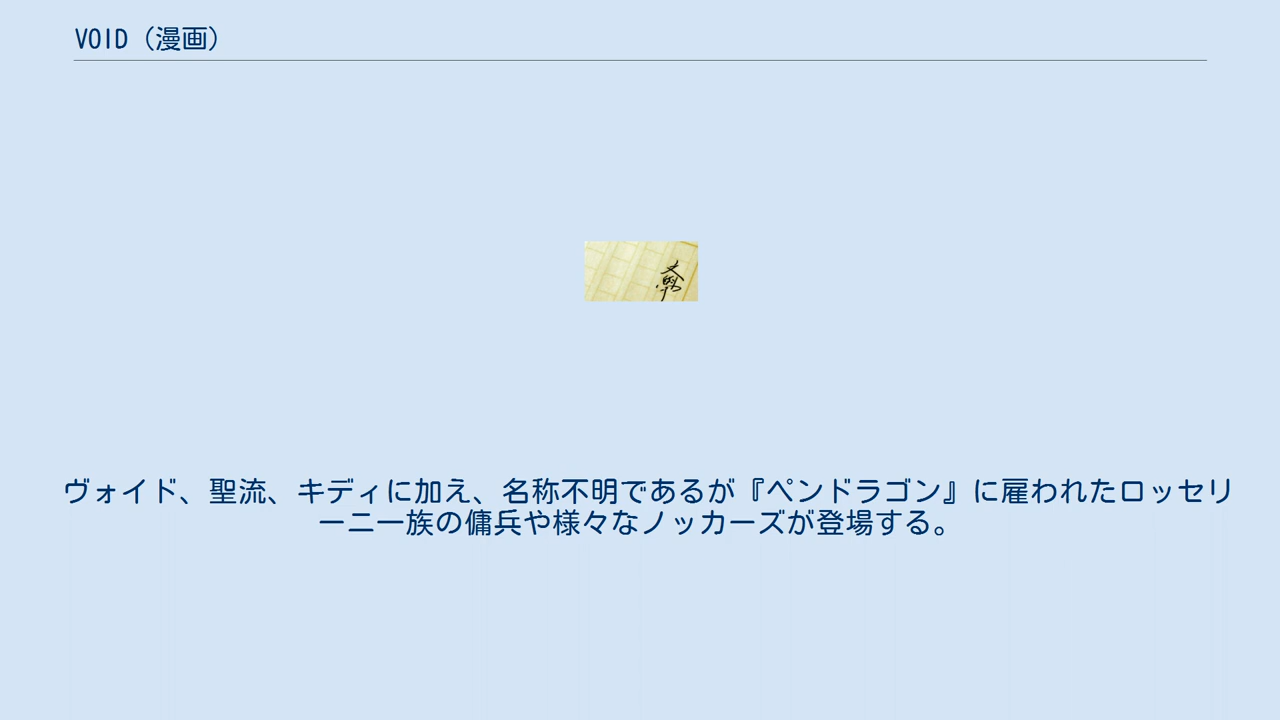 VOID（漫画）
ヴォイド、聖流、キディに加え、名称不明であるが『ペンドラゴン』に雇われたロッセリ
ーニ一族の傭兵や様々なノッカーズが登場する。